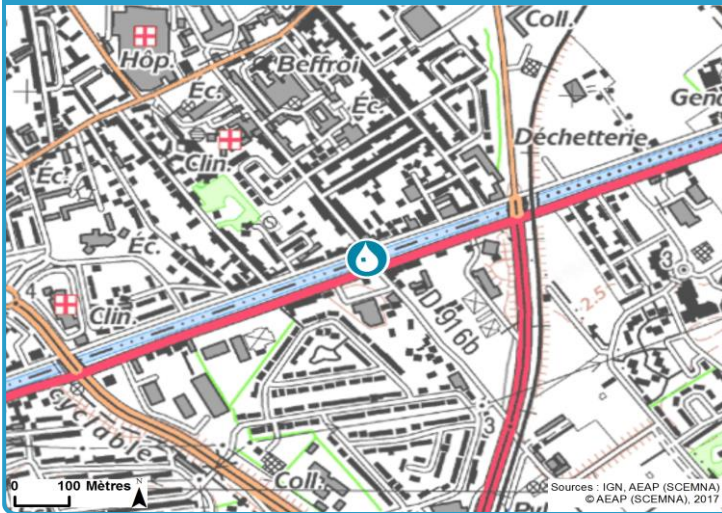 Coll.
Hôp.
Beffroi
Éc.
Éc.
Déchetterie
Clin.
Éc.
Éc.
3
4
Clin.
D 916b
2.5
cyclable
3
Coll.
0 100 Mètres
N
Sources : IGN, AEAP (SCEMNA)
© AEAP (SCEMNA), 2017